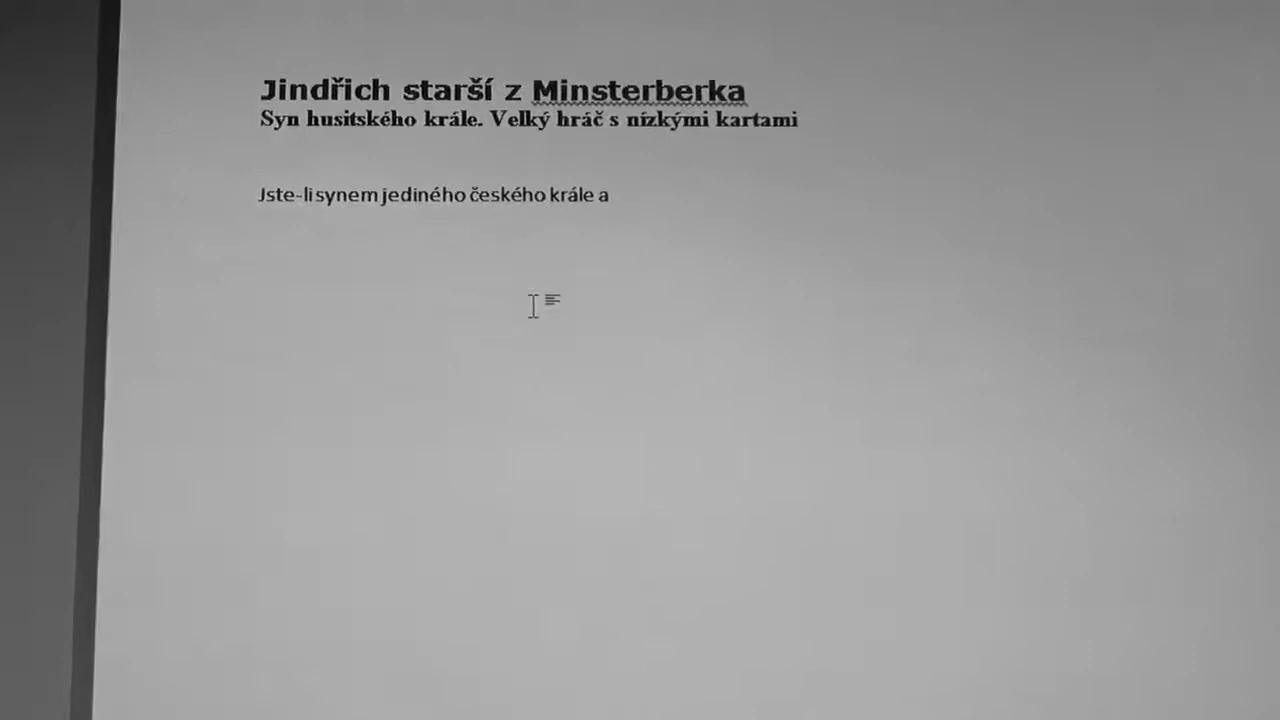 Jindřich starší z Minsterberka
Syn husitského krále. Velký hráč s nízkými kartami
Jste-li synem jediného českého krále a